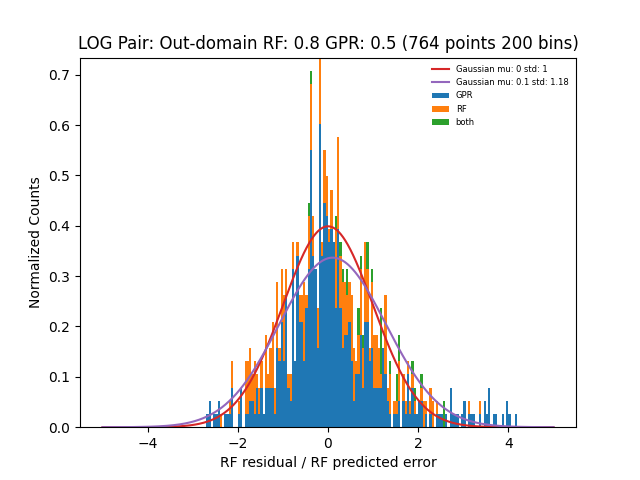 LOG Pair: Out-domain RF: 0.8 GPR: 0.5 (764 points 200 bins)
Gaussian mu: 0 std: 1
Gaussian mu: 0.1 std: 1.18
GPR
RF
both
Normalized Counts
0.7
0.6
0.5
0.4
0.3
0.2
0.1
0.0
−4 −2 0 2 4
RF residual / RF predicted error